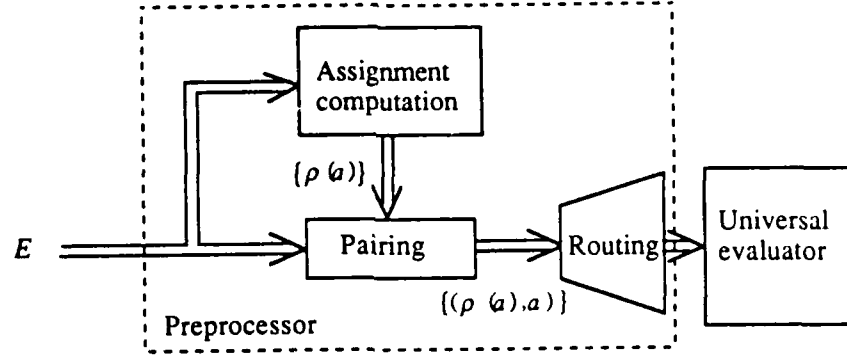 Assignment
computation
{ρ(a)}
E
Pairing
Routing
Universal
evaluator
{(ρ(a),a)}
Preprocessor